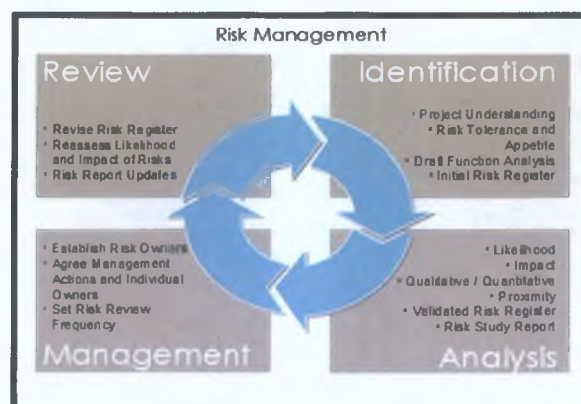 Risk Management
Review
• Revise Risk Register
• Reassess Likelihood
and Impact of Risks
• Risk Report Updates
Identification
• Project Understanding
• Risk Tolerance and
Appetite
• Draft Function Analysis
• Initial Risk Register
• Establish Risk Owners
• Agree Management
Actions and Individual
Owners
• Set Risk Review
Frequency
Management
• Likelihood
• Impact
• Qualitative / Quantitative
• Proximity
• Validated Risk Register
• Risk Study Report
Analysis